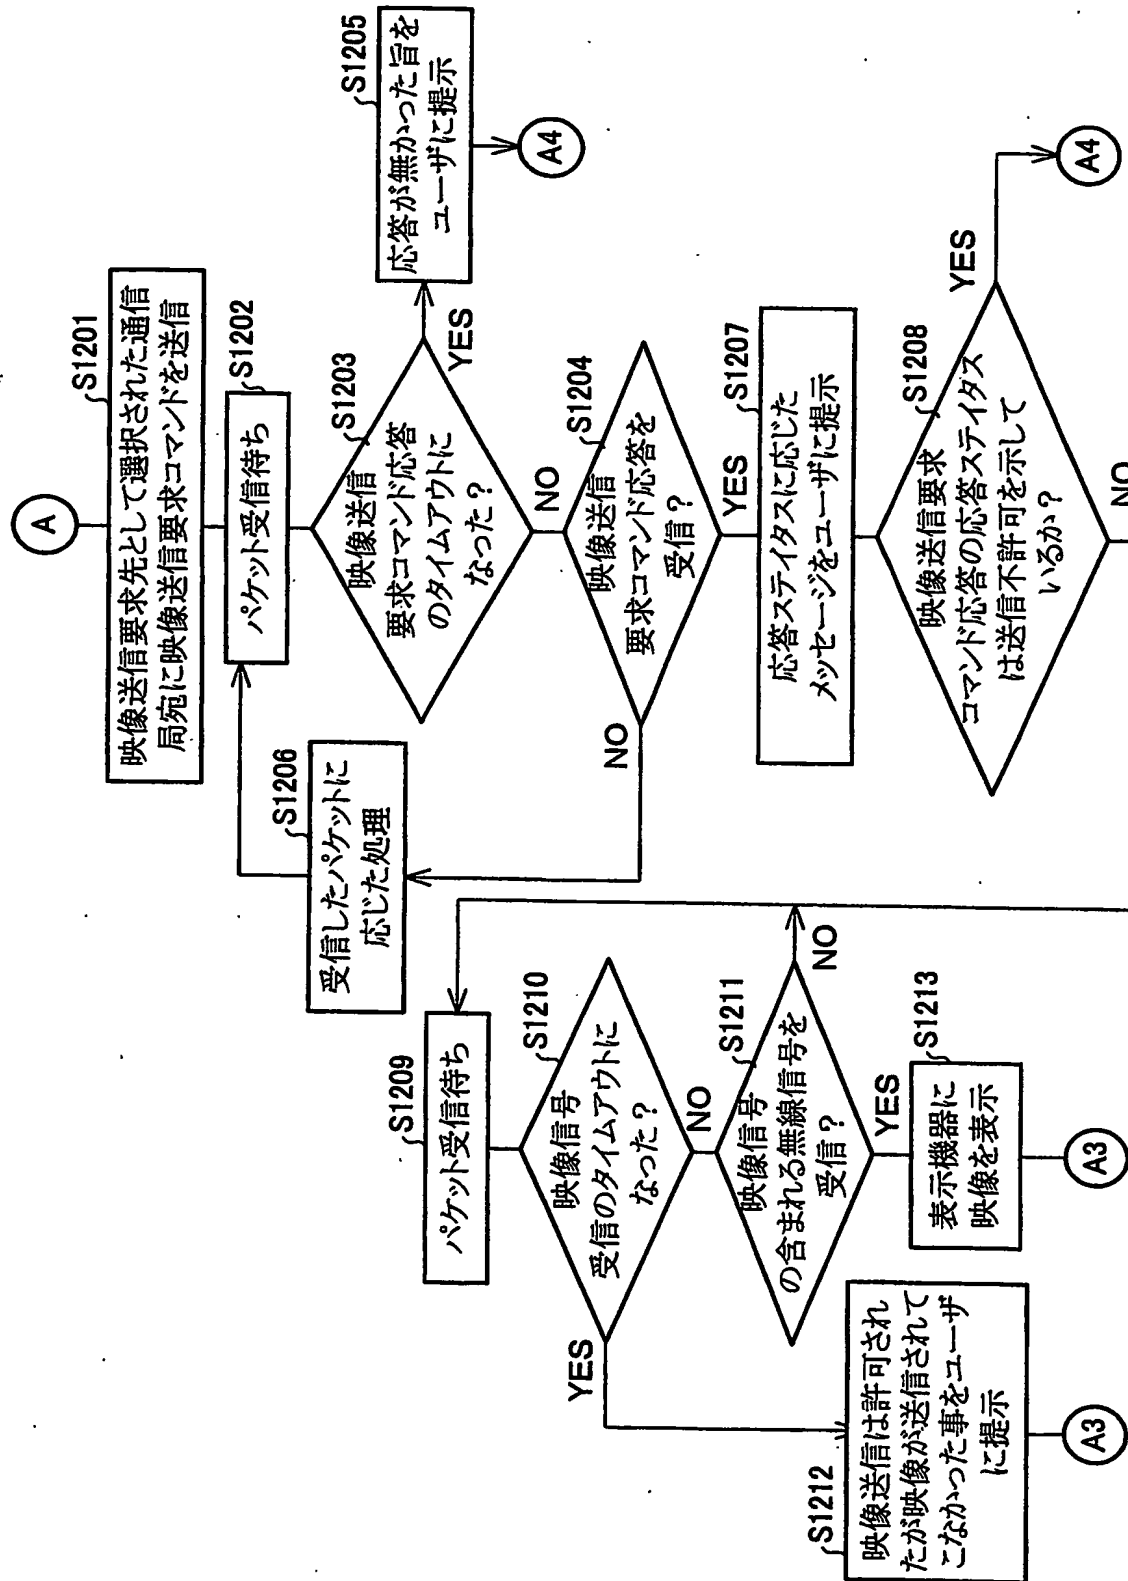 A
S1201
映像送信要求先として選択された通信
局宛に映像送信要求コマンドを送信
S1202
パケット受信待ち
S1203
映像送信
要求コマンド応答
のタイムアウトに
なった？
YES
NO
S1205
応答が無かった旨を
ユーザに提示
A4
S1204
映像送信
要求コマンド応答を
受信？
NO
YES
S1206
受信したパケットに
応じた処理
S1207
応答ステイタスに応じた
メッセージをユーザに提示
S1208
映像送信要求
コマンド応答の応答ステイタス
は送信不許可を示して
いるか？
YES
A4
NO
S1209
パケット受信待ち
S1210
映像信号
受信のタイムアウトに
なった？
YES
NO
S1211
映像信号
の含まれる無線信号を
受信？
NO
YES
S1212
映像送信は許可され
たが映像が送信されて
こなかった事をユーザ
に提示
A3
S1213
表示機器に
映像を表示
A3